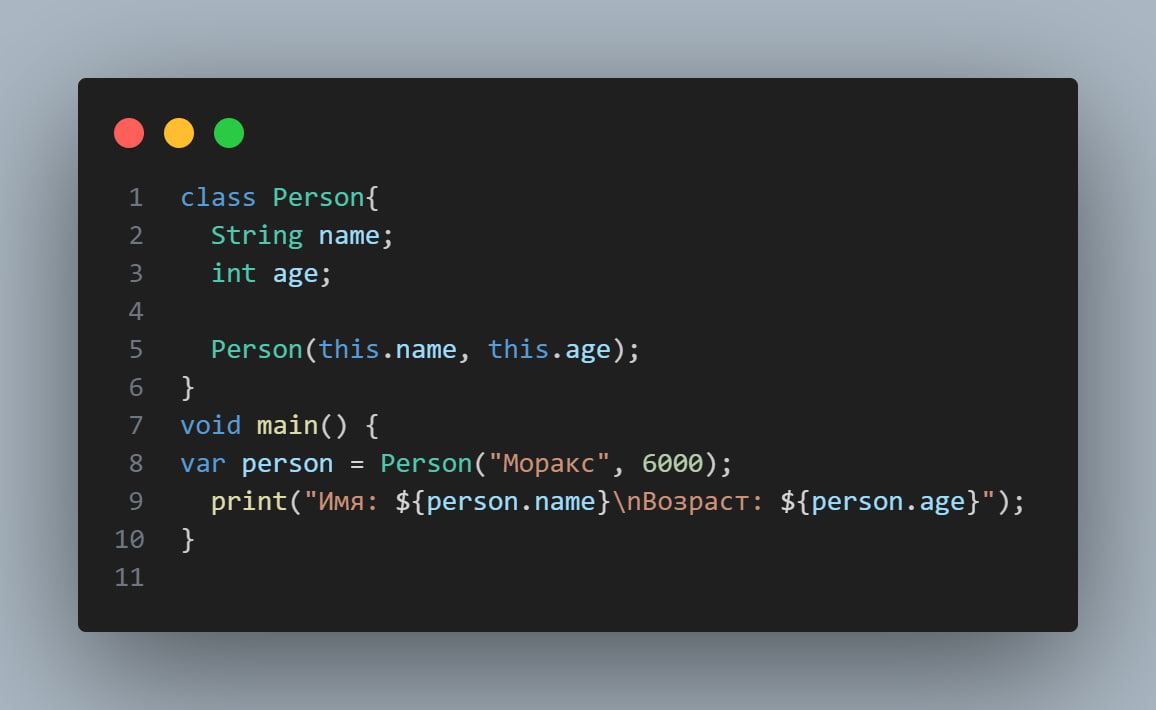 1 class Person{
2   String name;
3   int age;
4
5   Person(this.name, this.age);
6 }
7 void main() {
8 var person = Person("Моракс", 6000);
9   print("Имя: ${person.name}\nВозраст: ${person.age}");
10 }
11